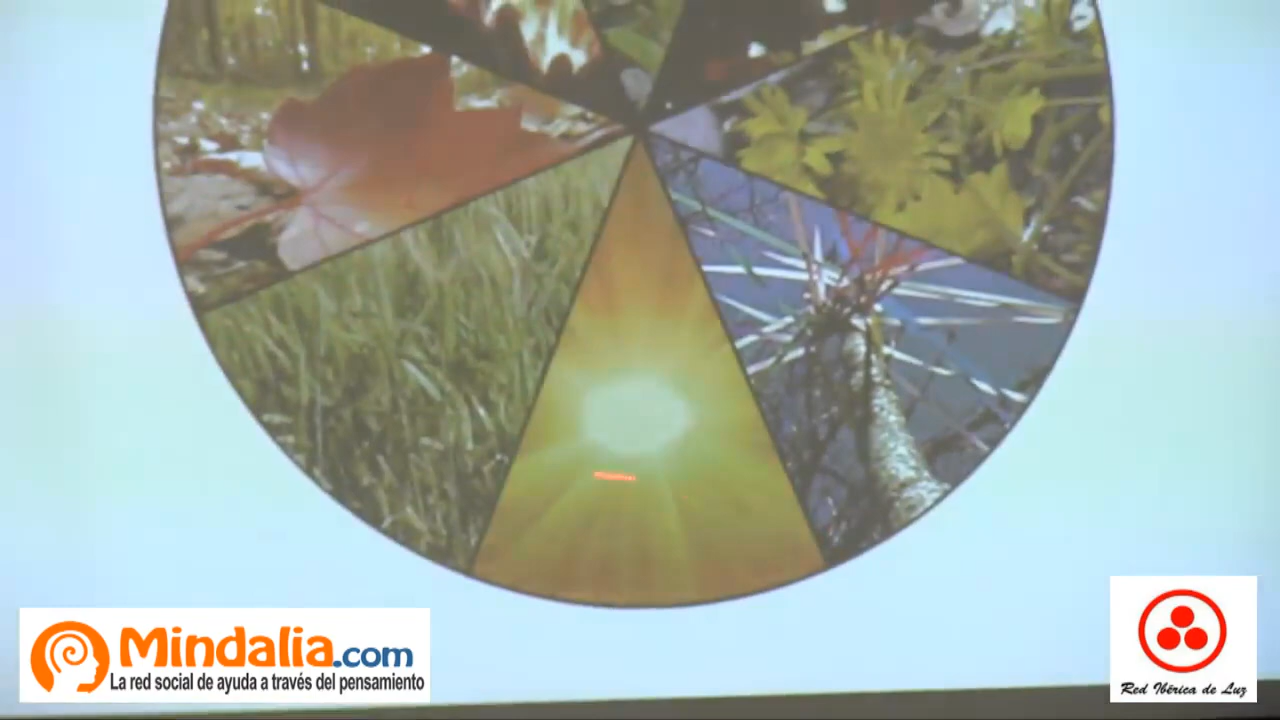 Mindalia.com
La red social de ayuda a través del pensamiento
Red Ibérica de Luz